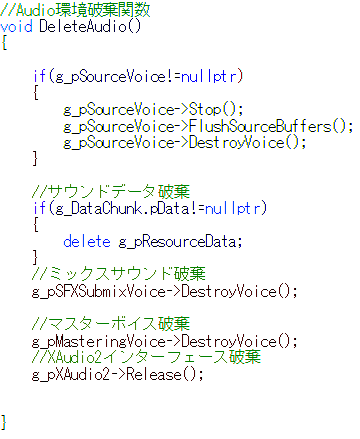 //Audio環境破棄関数
void DeleteAudio()
{
if(g_pSourceVoice!=nullptr)
{
g_pSourceVoice->Stop();
g_pSourceVoice->FlushSourceBuffers();
g_pSourceVoice->DestroyVoice();
}
//サウンドデータ破棄
if(g_DataChunk.pData!=nullptr)
{
delete g_pResourceData;
}
//ミックスサウンド破棄
g_pSFXSubmixVoice->DestroyVoice();
//マスターボイス破棄
g_pMasteringVoice->DestroyVoice();
//XAudio2インターフェース破棄
g_pXAudio2->Release();
}